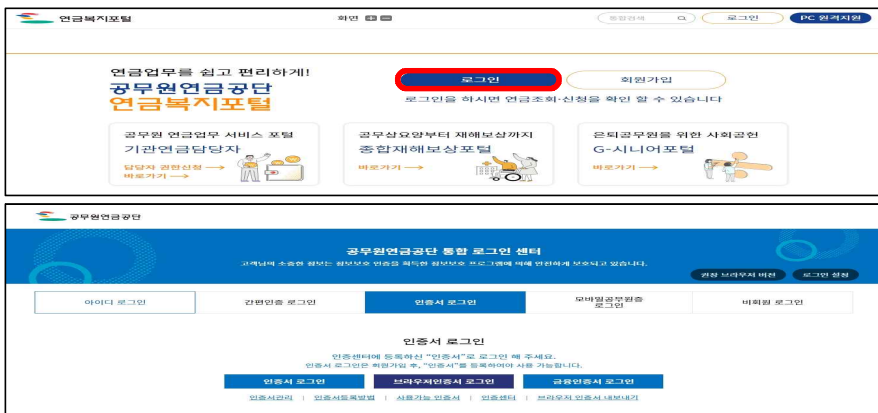 연금복지포털
화면
통합검색
로그인
PC 원격지원
연금업무를 쉽고 편리하게!
공무원연금공단
연금복지포털
로그인
회원가입
로그인을 하시면 연금조회·신청을 확인 할 수 있습니다
공무원 연금업무 서비스 포털
기관연금담당자
담당자 권한신청 →
바로가기 →
공무상요양부터 재해보상까지
종합재해보상포털
바로가기 →
은퇴공무원을 위한 사회공헌
G-시니어포털
바로가기 →
공무원연금공단
공무원연금공단 통합 로그인 센터
고객님의 소중한 정보는 정보보호 인증을 획득한 정보보호 프로그램에 의해 안전하게 보호되고 있습니다.
권장 브라우저 버전
로그인 설정
아이디 로그인
간편인증 로그인
인증서 로그인
모바일공무원증
로그인
비회원 로그인
인증서 로그인
인증센터에 등록하신 “인증서”로 로그인 해 주세요.
인증서 로그인은 회원가입 후, “인증서”를 등록하여야 사용 가능합니다.
인증서 로그인
브라우저인증서 로그인
금융인증서 로그인
인증서관리 | 인증서등록방법 | 사용가능 인증서 | 인증센터 | 브라우저 인증서 내보내기